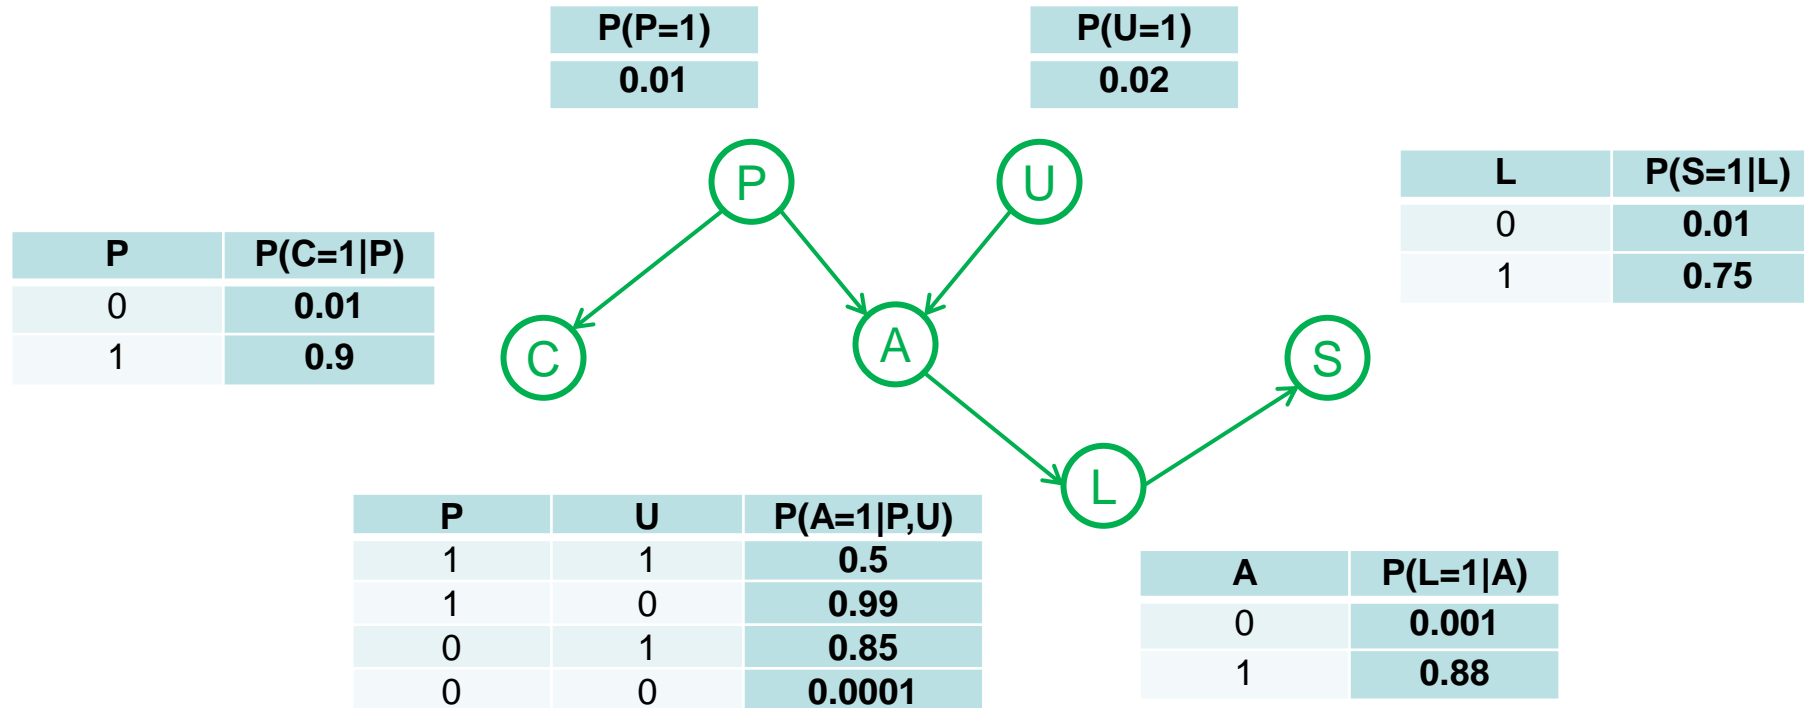 P(P=1) P(U=1)
0.01 0.02
P U
L P(S=1|L)
0 0.01
1 0.75
P P(C=1|P)
0 0.01
1 0.9
C A S
L
P U P(A=1|P,U)
1 1 0.5
1 0 0.99
0 1 0.85
0 0 0.0001
A P(L=1|A)
0 0.001
1 0.88